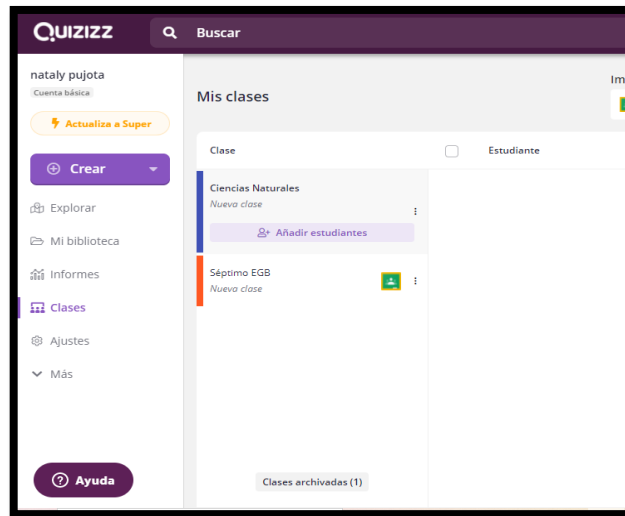 QUIZIZZ
Buscar
nataly pujota
Cuenta básica
Actualiza a Super
Crear
Explorar
Mi biblioteca
Informes
Clases
Ajustes
Más
Ayuda
Mis clases
Im
Clase
Estudiante
Ciencias Naturales
Nueva clase
Añadir estudiantes
Séptimo EGB
Nueva clase
Clases archivadas (1)